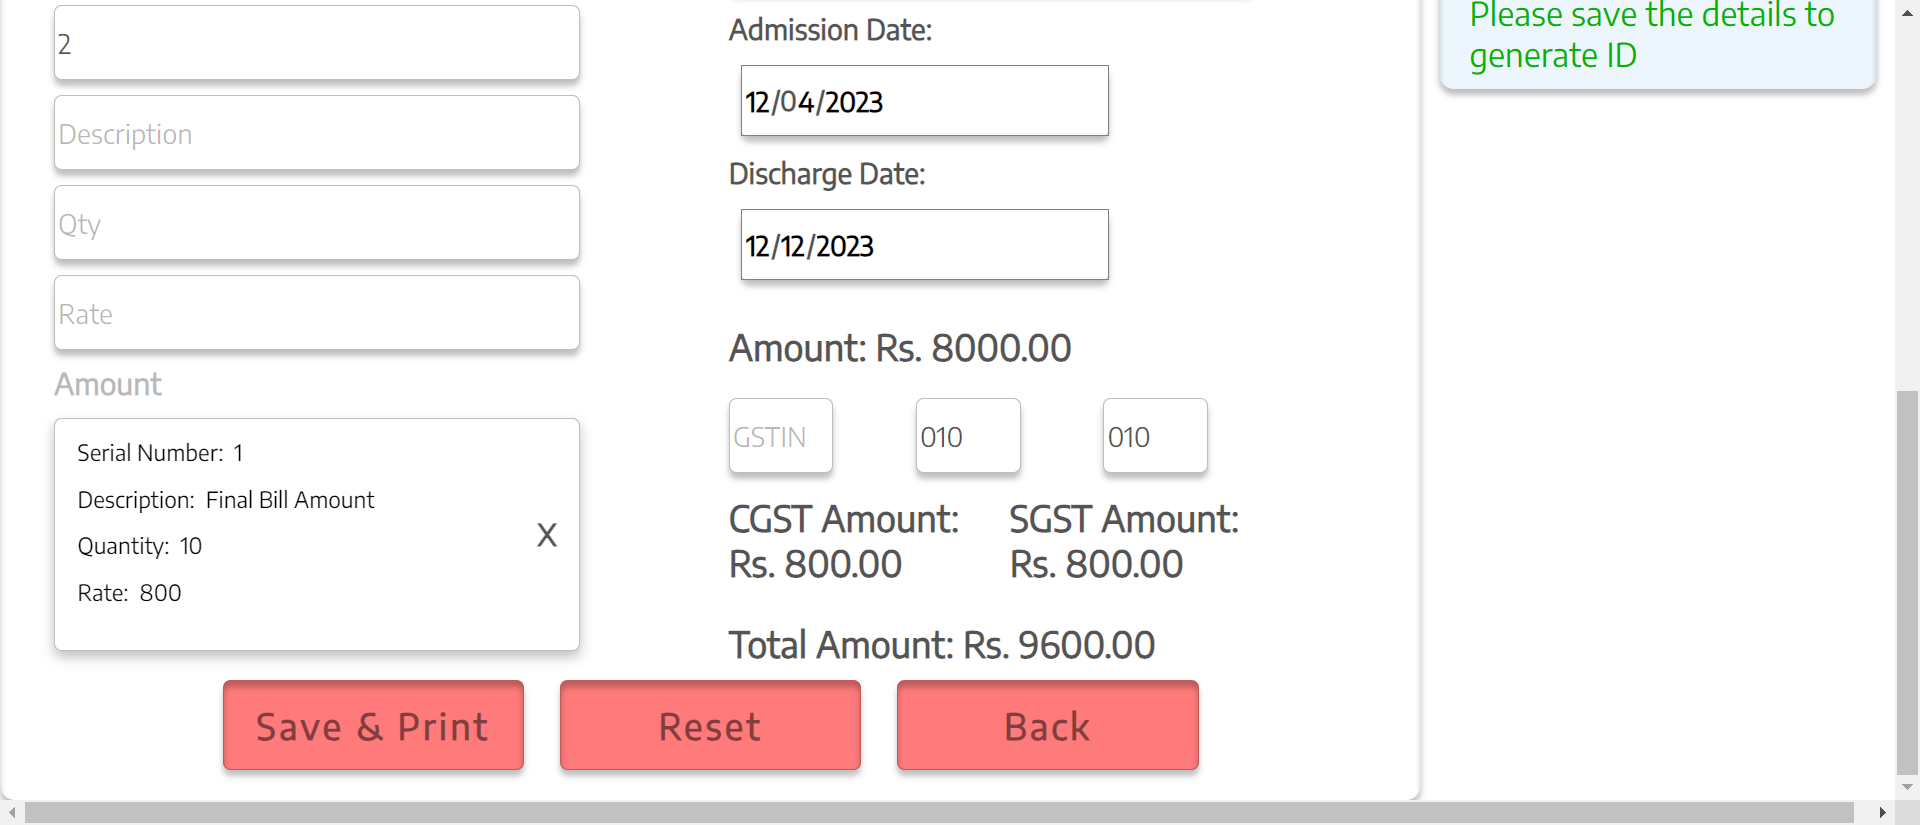 2
Description
Qty
Rate
Amount
Serial Number: 1
Description: Final Bill Amount
Quantity: 10
Rate: 800
X
Admission Date:
12/04/2023
Discharge Date:
12/12/2023
Amount: Rs. 8000.00
GSTIN 010 010
CGST Amount: SGST Amount:
Rs. 800.00 Rs. 800.00
Total Amount: Rs. 9600.00
Save & Print Reset Back
Please save the details to
generate ID